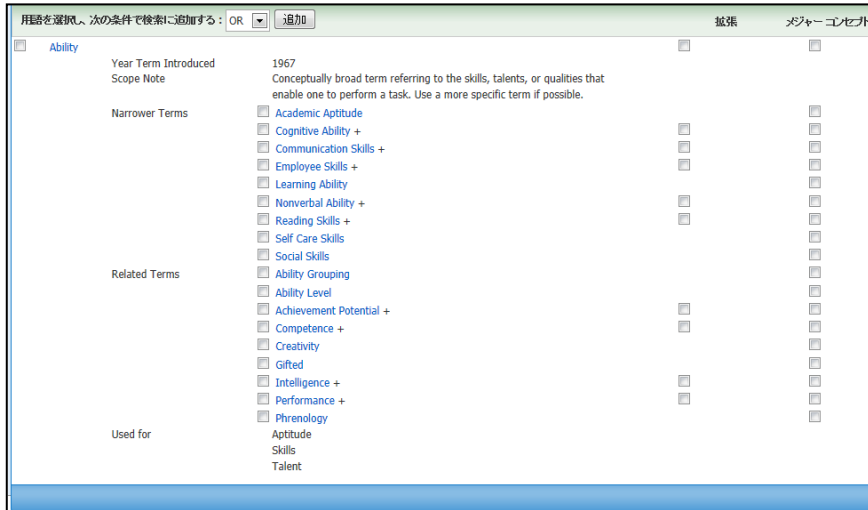 用語を選択し、次の条件で検索に追加する： OR 追加 拡張 メジャー コンセプト
Ability
Year Term Introduced 1967
Scope Note Conceptually broad term referring to the skills, talents, or qualities that
enable one to perform a task. Use a more specific term if possible.
Narrower Terms Academic Aptitude
Cognitive Ability +
Communication Skills +
Employee Skills +
Learning Ability
Nonverbal Ability +
Reading Skills +
Self Care Skills
Social Skills
Related Terms Ability Grouping
Ability Level
Achievement Potential +
Competence +
Creativity
Gifted
Intelligence +
Performance +
Phrenology
Used for Aptitude
Skills
Talent